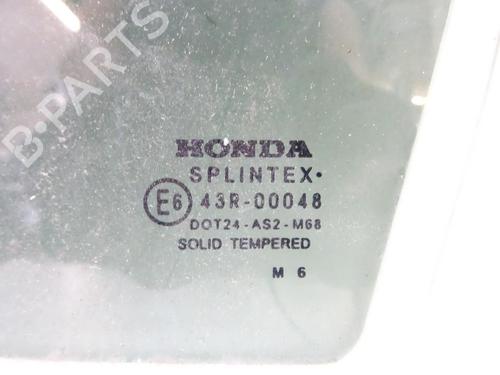 B-PARTS
HONDA
SPLINTEX•
E6 43R-00048
DOT24-AS2-M68
SOLID TEMPERED
M 6